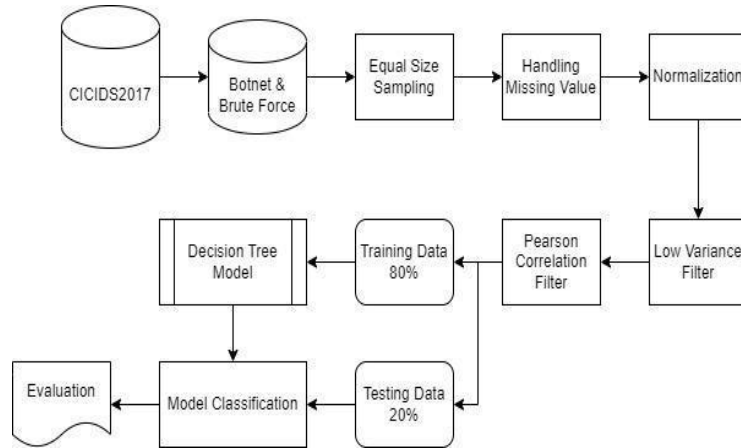 CICIDS2017
Botnet &
Brute Force
Equal Size
Sampling
Handling
Missing Value
Normalization
Decision Tree
Model
Training Data
80%
Pearson
Correlation
Filter
Low Variance
Filter
Evaluation
Model Classification
Testing Data
20%